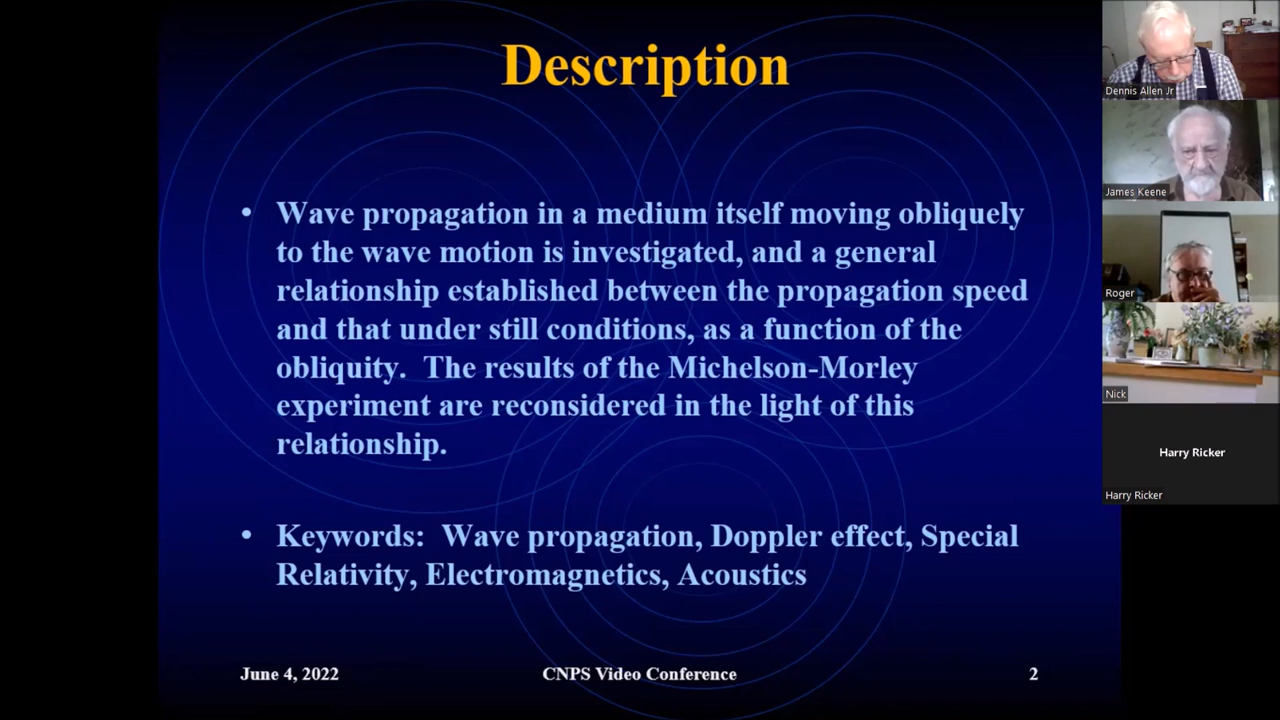 Description
• Wave propagation in a medium itself moving obliquely
to the wave motion is investigated, and a general
relationship established between the propagation speed
and that under still conditions, as a function of the
obliquity.  The results of the Michelson-Morley
experiment are reconsidered in the light of this
relationship.
• Keywords:  Wave propagation, Doppler effect, Special
Relativity, Electromagnetics, Acoustics
June 4, 2022
CNPS Video Conference
2
Dennis Allen Jr
James Keene
Roger
Nick
Harry Ricker
Harry Ricker